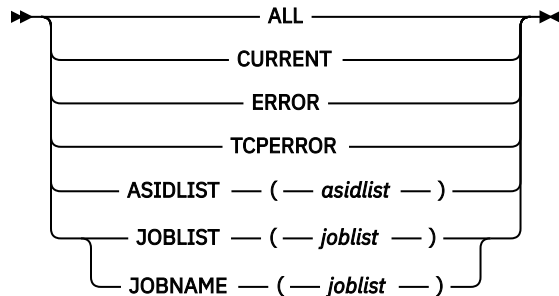 ALL
CURRENT
ERROR
TCPERROR
ASIDLIST ( asidlist )
JOBLIST ( joblist )
JOBNAME ( joblist )